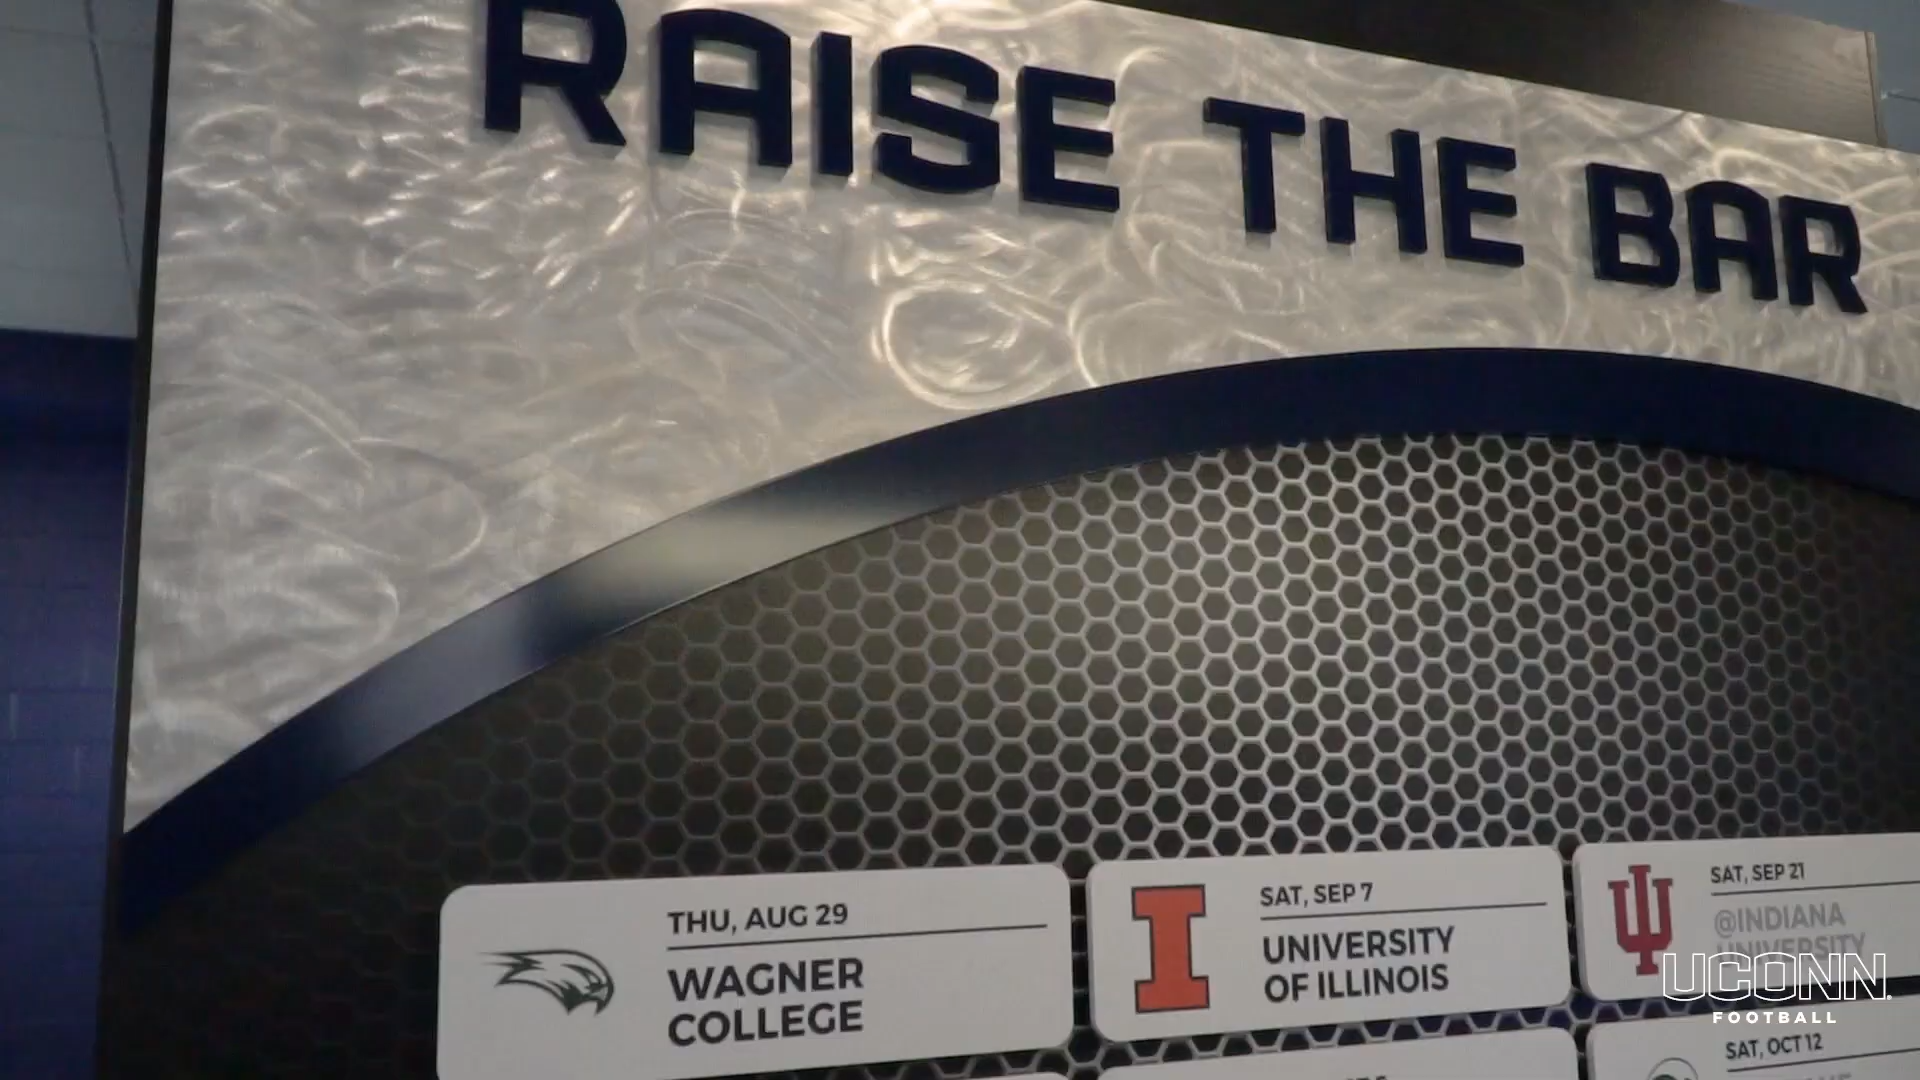 RAISE THE BAR
THU, AUG 29
WAGNER
COLLEGE
SAT, SEP 7
UNIVERSITY
OF ILLINOIS
SAT, SEP 21
@INDIANA
UNIVERSITY
UCONN
FOOTBALL
SAT, OCT 12